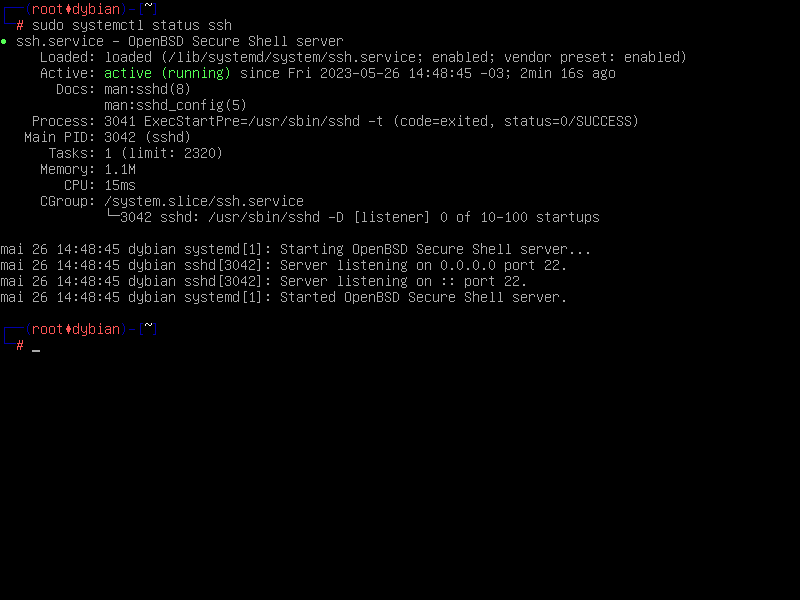 ┌──(root♦dybian)-[~]
└─# sudo systemctl status ssh
● ssh.service - OpenBSD Secure Shell server
     Loaded: loaded (/lib/systemd/system/ssh.service; enabled; vendor preset: enabled)
     Active: active (running) since Fri 2023-05-26 14:48:45 -03; 2min 16s ago
       Docs: man:sshd(8)
             man:sshd_config(5)
    Process: 3041 ExecStartPre=/usr/sbin/sshd -t (code=exited, status=0/SUCCESS)
   Main PID: 3042 (sshd)
      Tasks: 1 (limit: 2320)
     Memory: 1.1M
        CPU: 15ms
     CGroup: /system.slice/ssh.service
             └─3042 sshd: /usr/sbin/sshd -D [listener] 0 of 10-100 startups

mai 26 14:48:45 dybian systemd[1]: Starting OpenBSD Secure Shell server...
mai 26 14:48:45 dybian sshd[3042]: Server listening on 0.0.0.0 port 22.
mai 26 14:48:45 dybian sshd[3042]: Server listening on :: port 22.
mai 26 14:48:45 dybian systemd[1]: Started OpenBSD Secure Shell server.

┌──(root♦dybian)-[~]
└─# _